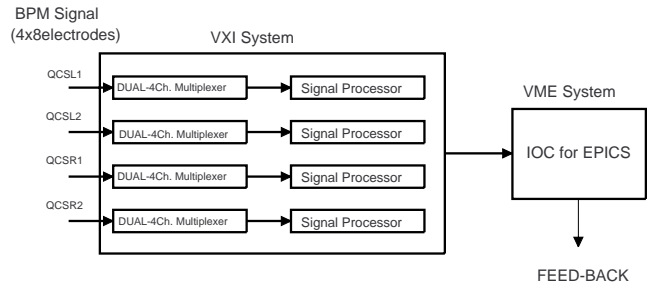 BPM Signal
(4x8electrodes)
VXI System
QCSL1
DUAL-4Ch. Multiplexer
Signal Processor
QCSL2
DUAL-4Ch. Multiplexer
Signal Processor
QCSR1
DUAL-4Ch. Multiplexer
Signal Processor
QCSR2
DUAL-4Ch. Multiplexer
Signal Processor
VME System
IOC for EPICS
FEED-BACK